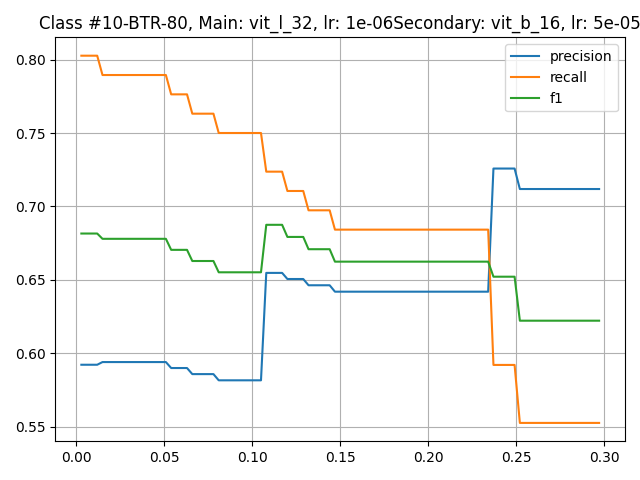 Class #10-BTR-80, Main: vit_l_32, lr: 1e-06Secondary: vit_b_16, lr: 5e-05
precision
recall
f1
0.80
0.75
0.70
0.65
0.60
0.55
0.00 0.05 0.10 0.15 0.20 0.25 0.30